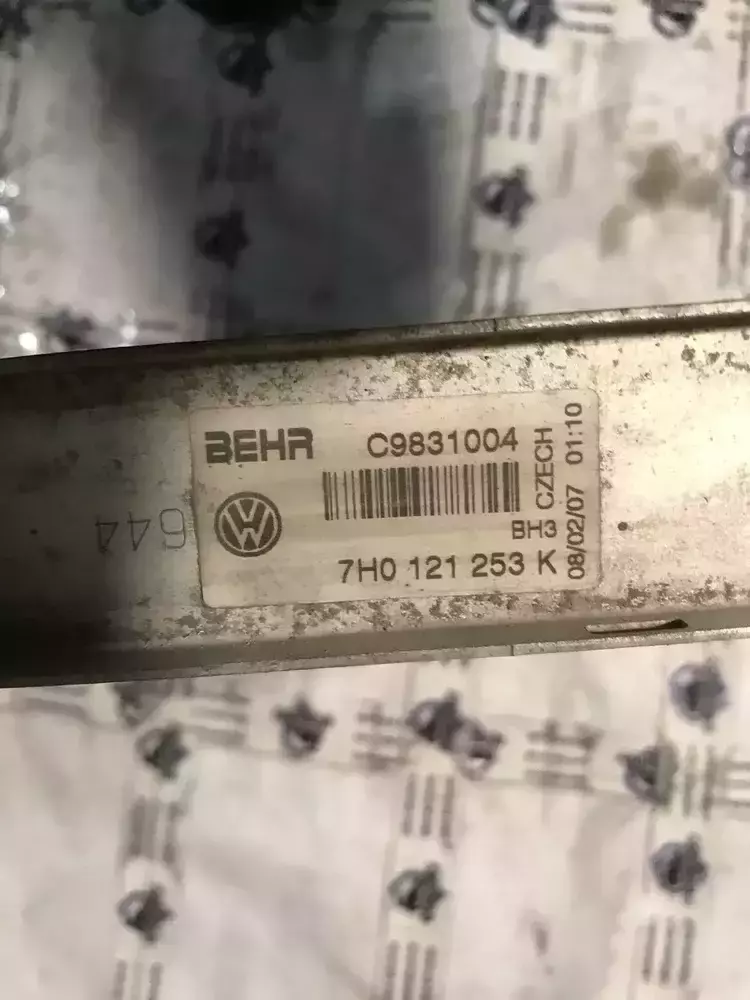 BEHR C9831004
CZECH
08/02/07 01:10
BH3
7H0 121 253 K
644